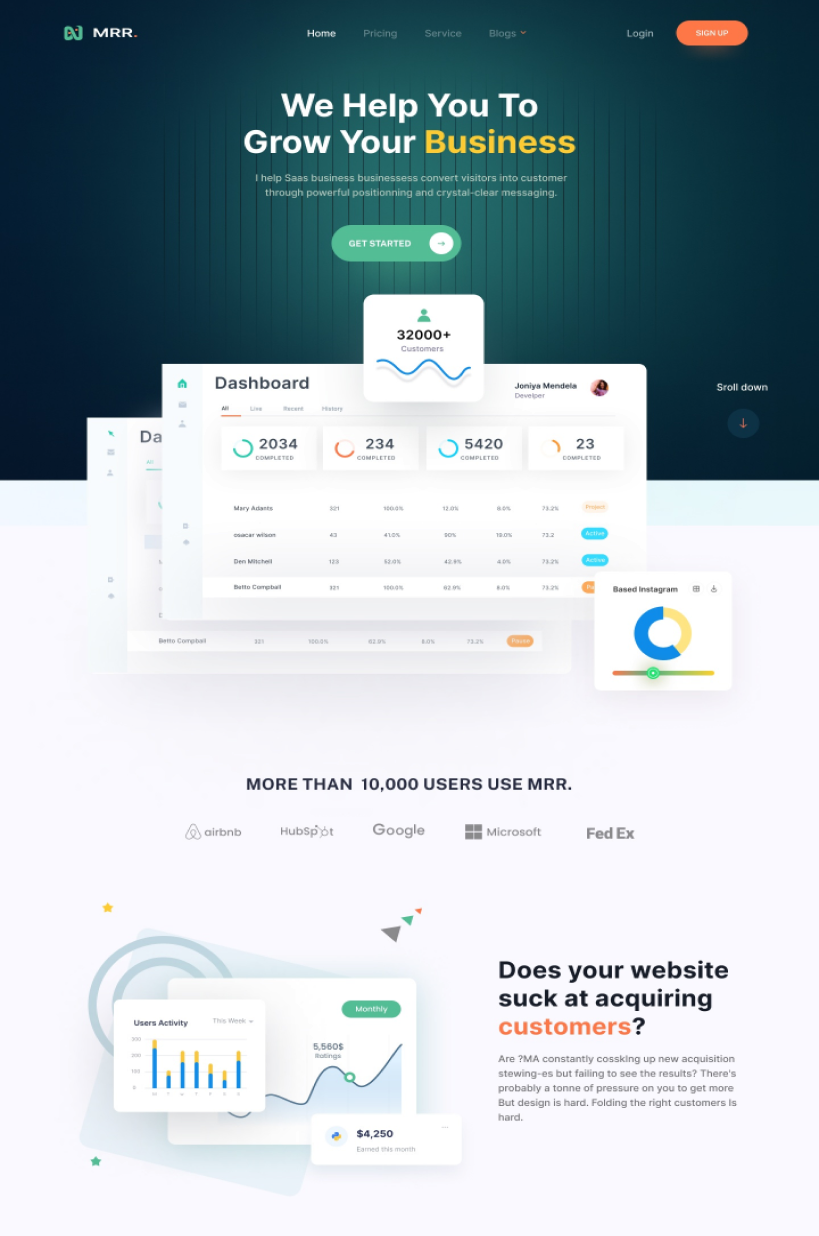 MRR.
Home Pricing Service Blogs
Login SIGN UP
We Help You To
Grow Your Business
I help Saas business businessess convert visitors into customer
through powerful positionning and crystal-clear messaging.
GET STARTED
32000+
Customers
Sroll down
Dashboard
Joniya Mendela
Develper
All Live Recent History
2034 COMPLETED
234 COMPLETED
5420 COMPLETED
23 COMPLETED
Mary Adants 321 100.0% 12.0% 8.0% 73.2% Project
osacar wilson 43 41.0% 90% 19.0% 73.2 Active
Den Mitchell 123 52.0% 42.9% 4.0% 73.2% Active
Betto Compball 321 100.0% 62.9% 8.0% 73.2%
Da
All
Betto Compball 321 100.0% 62.0% 8.0% 73.2% Pause
Based Instagram
MORE THAN 10,000 USERS USE MRR.
airbnb
HubSpot
Google
Microsoft
FedEx
Monthly
Users Activity This Week
300
200
100
0
M T W T F S S
5,560$
Ratings
$4,250
Earned this month
Does your website
suck at acquiring
customers?
Are ?MA constantly cossking up new acquisition
stewing-es but failing to see the results? There's
probably a tonne of pressure on you to get more
But design is hard. Folding the right customers Is
hard.